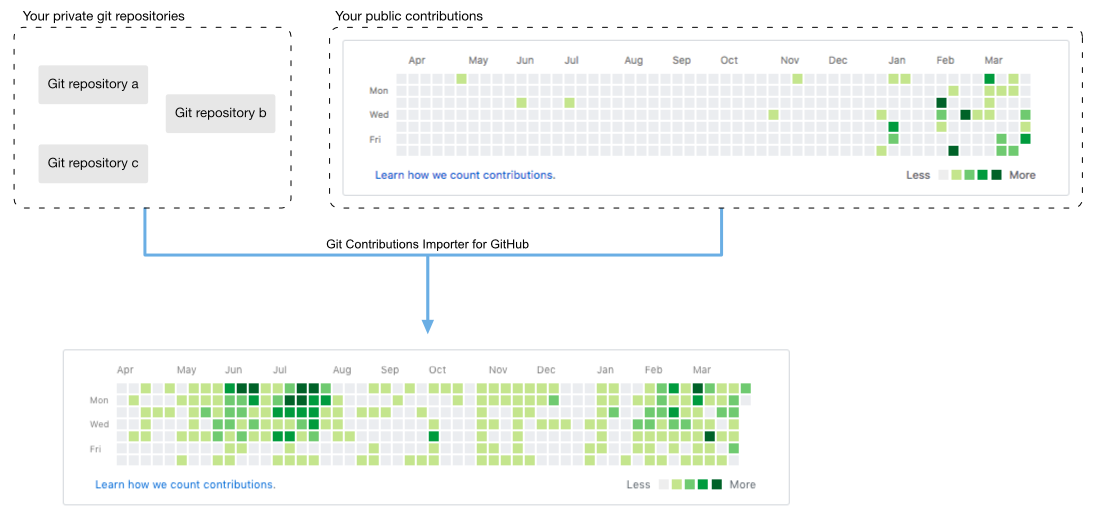 Your private git repositories
Your public contributions
Git repository a
Git repository b
Git repository c
Apr May Jun Jul Aug Sep Oct Nov Dec Jan Feb Mar
Mon
Wed
Fri
Learn how we count contributions.
Less More
Git Contributions Importer for GitHub
Apr May Jun Jul Aug Sep Oct Nov Dec Jan Feb Mar
Mon
Wed
Fri
Learn how we count contributions.
Less More